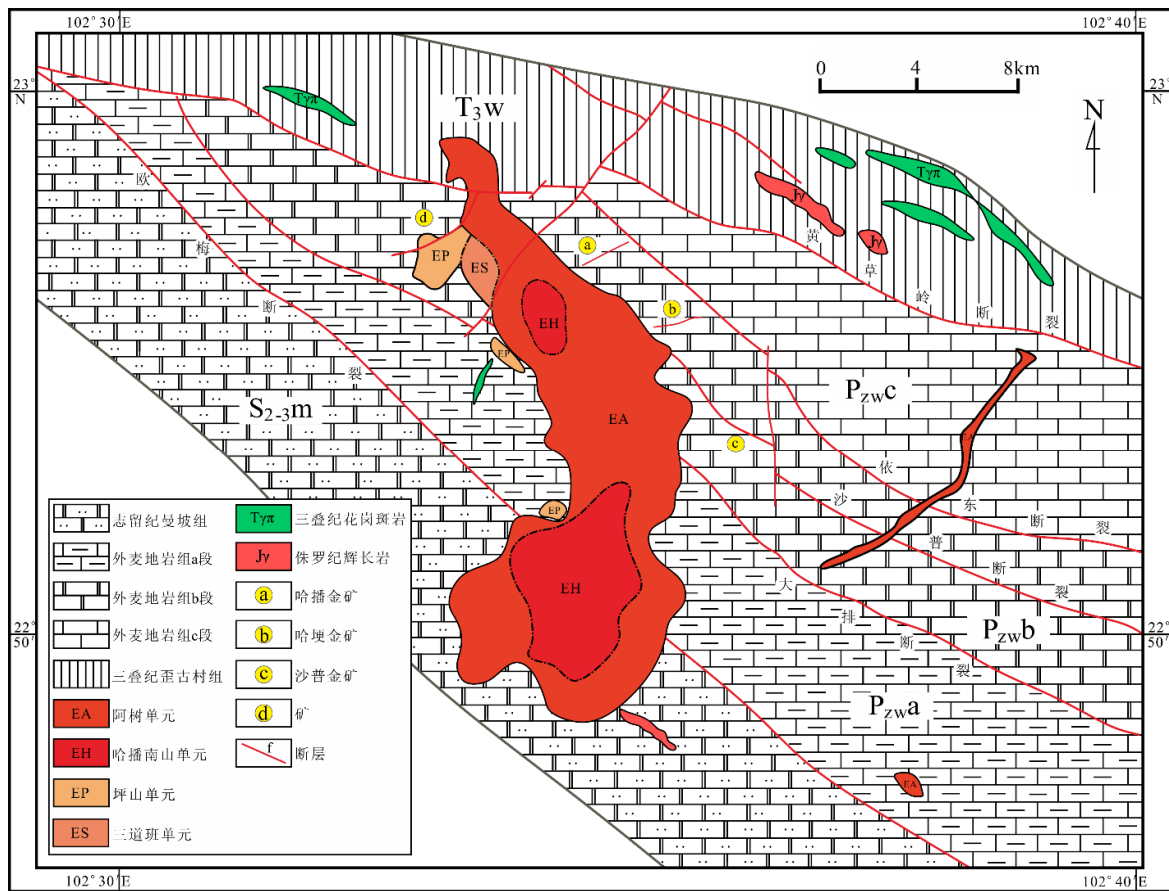 102°30′E
102°40′E
23°
N
23°
N
0 4 8km
N
T₃w
Tγπ
Tγπ
Jγ
Jγ
黄草岭断裂
欧梅断裂
d
a
b
c
EP
ES
EH
EP
EA
EP
EH
EA
EA
S₂₋₃m
P_zwc
P_zwb
P_zwa
依东断裂
沙普断裂
大排断裂
22°
50′
22°
50′
志留纪曼坡组
外麦地岩组a段
外麦地岩组b段
外麦地岩组c段
三叠纪歪古村组
EA 阿树单元
EH 哈播南山单元
EP 坪山单元
ES 三道班单元
Tγπ 三叠纪花岗斑岩
Jγ 侏罗纪辉长岩
a 哈播金矿
b 哈埂金矿
c 沙普金矿
d 矿
f 断层
102°30′E
102°40′E